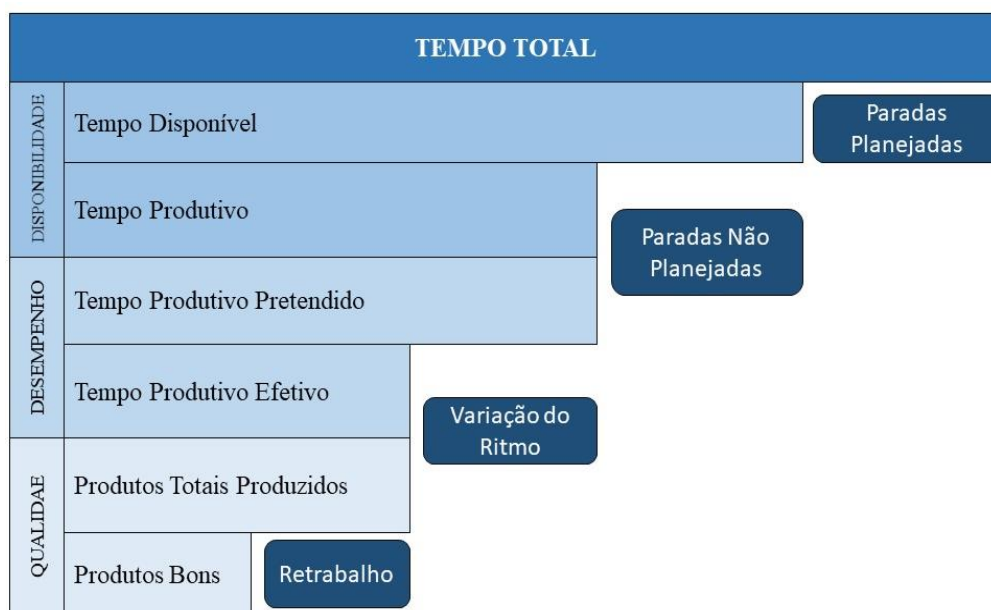 TEMPO TOTAL
DISPONIBILIDADE
Tempo Disponível
Paradas
Planejadas
Tempo Produtivo
Paradas Não
Planejadas
DESEMPENHO
Tempo Produtivo Pretendido
Tempo Produtivo Efetivo
Variação do
Ritmo
QUALIDAE
Produtos Totais Produzidos
Produtos Bons
Retrabalho